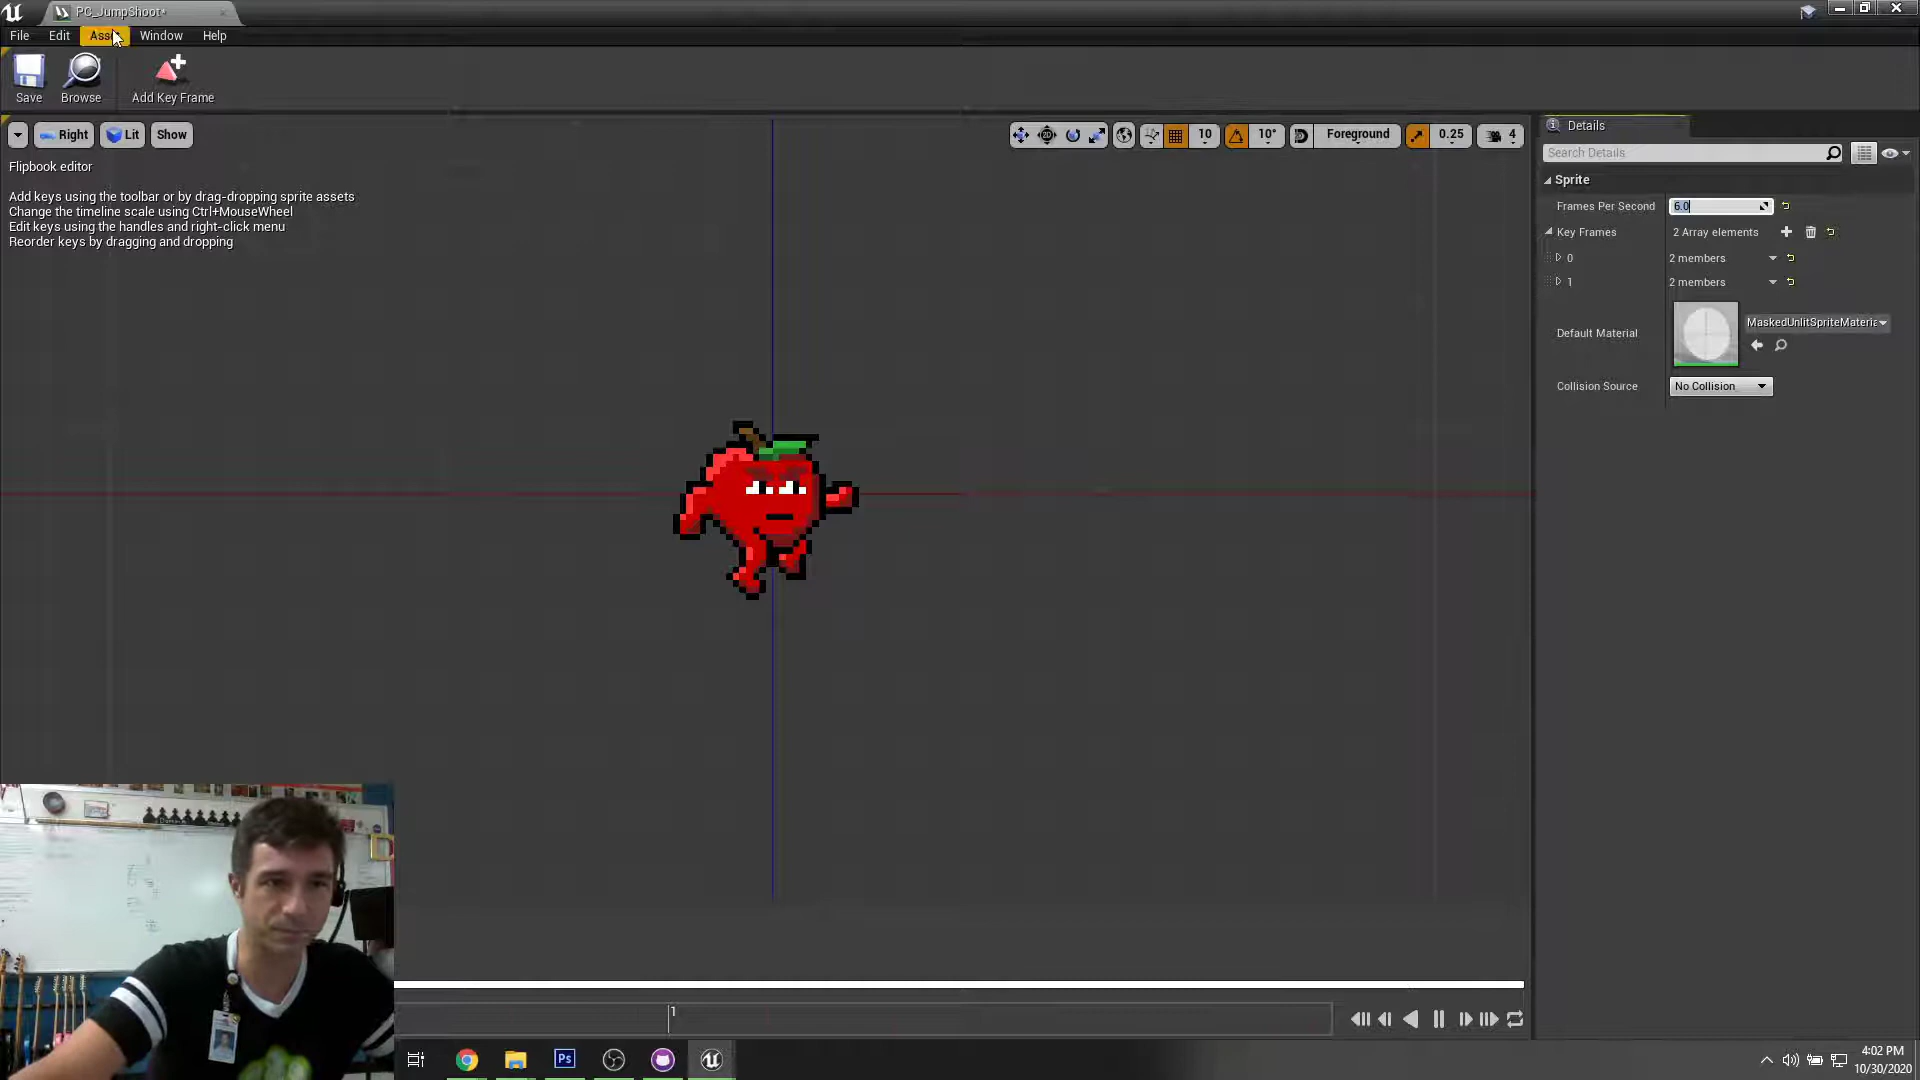 PC_JumpShoot*
File Edit Asset Window Help
Save Browse Add Key Frame
Right Lit Show
10 10° Foreground 0.25 4
Flipbook editor
Add keys using the toolbar or by drag-dropping sprite assets
Change the timeline scale using Ctrl+MouseWheel
Edit keys using the handles and right-click menu
Reorder keys by dragging and dropping
Details
Search Details
Sprite
Frames Per Second 6.0
Key Frames 2 Array elements
0 2 members
1 2 members
Default Material MaskedUnlitSpriteMateria
Collision Source No Collision
1
Ps
4:02 PM
10/30/2020